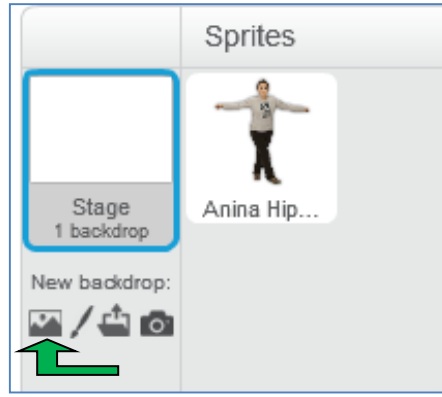 Sprites
Stage
1 backdrop
Anina Hip...
New backdrop: